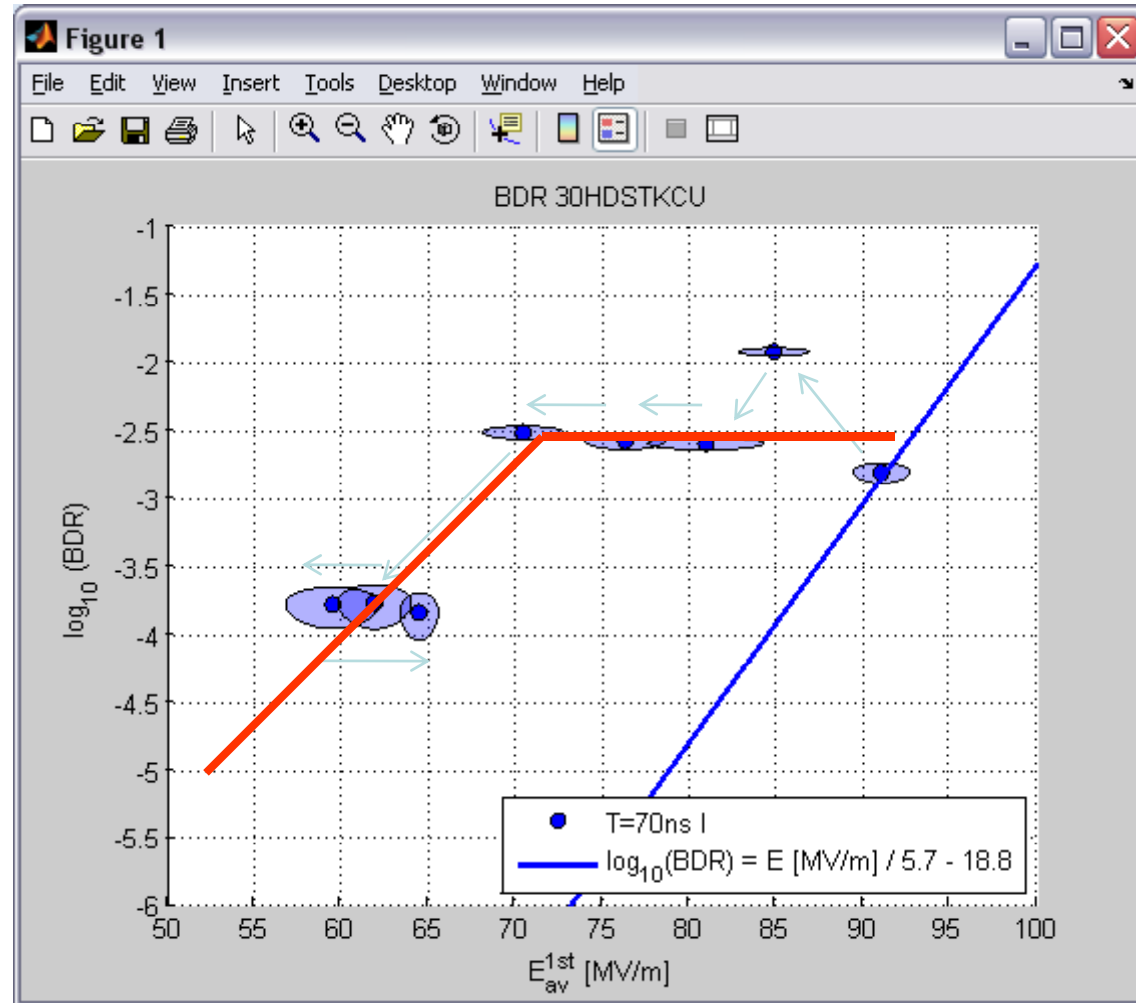 Figure 1
File Edit View Insert Tools Desktop Window Help
BDR 30HDSTKCU
-1
-1.5
-2
-2.5
-3
-3.5
-4
-4.5
-5
-5.5
-6
log10(BDR)
T=70ns I
log10(BDR) = E [MV/m] / 5.7 - 18.8
50 55 60 65 70 75 80 85 90 95 100
E_av^1st [MV/m]